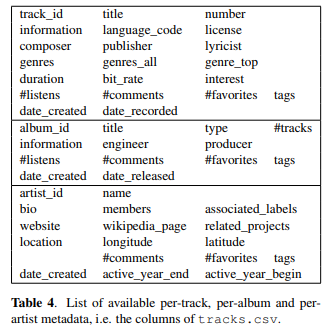 track_id title number
information language_code license
composer publisher lyricist
genres genres_all genre_top
duration bit_rate interest
#listens #comments #favorites tags
date_created date_recorded
album_id title type #tracks
information engineer producer
#listens #comments #favorites tags
date_created date_released
artist_id name
bio members associated_labels
website wikipedia_page related_projects
location longitude latitude
#comments #favorites tags
date_created active_year_end active_year_begin
Table 4. List of available per-track, per-album and per-
artist metadata, i.e. the columns of tracks.csv.